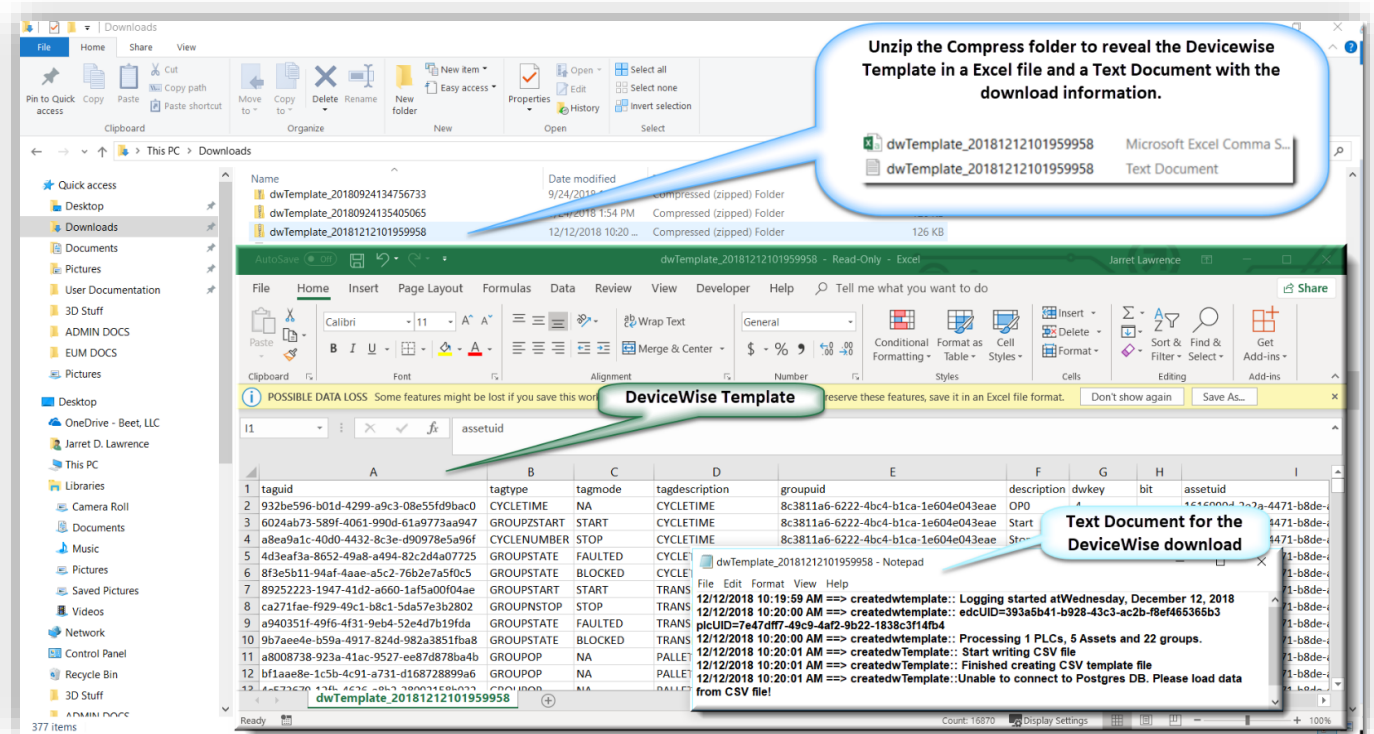 Downloads
File Home Share View
Unzip the Compress folder to reveal the Devicewise
Template in a Excel file and a Text Document with the
download information.
dwTemplate_20181212101959958 Microsoft Excel Comma S...
dwTemplate_20181212101959958 Text Document
Pin to Quick access
Copy
Paste
Cut
Copy path
Paste shortcut
Move to
Copy to
Delete
Rename
New folder
New item
Easy access
Properties
Open
Edit
History
Select all
Select none
Invert selection
Clipboard Organize New Open Select
This PC > Downloads
Name Date modified
dwTemplate_20180924134756733 9/24/2018 Compressed (zipped) Folder
dwTemplate_20180924135405065 1:54 PM Compressed (zipped) Folder
dwTemplate_20181212101959958 12/12/2018 10:20 ... Compressed (zipped) Folder 126 KB
Quick access
Desktop
Downloads
Documents
Pictures
User Documentation
3D Stuff
ADMIN DOCS
EUM DOCS
Pictures
Desktop
OneDrive - Beet, LLC
Jarret D. Lawrence
This PC
Libraries
Camera Roll
Documents
Music
Pictures
Saved Pictures
Videos
Network
Control Panel
Recycle Bin
3D Stuff
ADMIN DOCS
377 items
AutoSave Off dwTemplate_20181212101959958 - Read-Only - Excel Jarret Lawrence
File Home Insert Page Layout Formulas Data Review View Developer Help Tell me what you want to do Share
Paste
Calibri 11
B I U
Wrap Text
Merge & Center
General
$ % 9
Conditional Formatting
Format as Table
Cell Styles
Insert
Delete
Format
Sort & Filter
Find & Select
Get Add-ins
Clipboard Font Alignment Number Styles Cells Editing Add-ins
POSSIBLE DATA LOSS Some features might be lost if you save this wor reserve these features, save it in an Excel file format. Don't show again Save As...
DeviceWise Template
I1 fx assetuid
A B C D E F G H I
1 taguid tagtype tagmode tagdescription groupuid description dwkey bit assetuid
2 932be596-b01d-4299-a9c3-08e55fd9bac0 CYCLETIME NA CYCLETIME 8c3811a6-6222-4bc4-b1ca-1e604e043eae OP0
3 6024ab73-589f-4061-990d-61a9773aa947 GROUPZSTART START CYCLETIME 8c3811a6-6222-4bc4-b1ca-1e604e043eae Start
4 a8ea9a1c-40d0-4432-8c3e-d90978e5a96f CYCLENUMBER STOP CYCLETIME 8c3811a6-6222-4bc4-b1ca-1e604e043eae
5 4d3eaf3a-8652-49a8-a494-82c2d4a07725 GROUPSTATE FAULTED
6 8f3e5b11-94af-4aae-a5c2-76b2e7a5f0c5 GROUPSTATE BLOCKED
7 89252223-1947-41d2-a660-1af5a00f04ae GROUPSTART START TRANS
8 ca271fae-f929-49c1-b8c1-5da57e3b2802 GROUPNSTOP STOP TRANS
9 a940351f-49f6-4f31-9eb4-52e4d7b19fda GROUPSTATE FAULTED TRANS
10 9b7aee4e-b59a-4917-824d-982a3851fba8 GROUPSTATE BLOCKED TRANS
11 a8008738-923a-41ac-9527-ee87d878ba4b GROUPOP NA PALLET
12 bf1aae8e-1c5b-4c91-a731-d168728899a6 GROUPOP NA PALLET
dwTemplate_20181212101959958
Text Document for the
DeviceWise download
dwTemplate_20181212101959958 - Notepad
File Edit Format View Help
12/12/2018 10:19:59 AM ==> createdwtemplate:: Logging started atWednesday, December 12, 2018
12/12/2018 10:20:00 AM ==> createdwtemplate:: edcUID=393a5b41-b928-43c3-ac2b-f8ef465365b3
plcUID=7e47dff7-49c9-4af2-9b22-1838c3f14fb4
12/12/2018 10:20:00 AM ==> createdwtemplate:: Processing 1 PLCs, 5 Assets and 22 groups.
12/12/2018 10:20:01 AM ==> createdwTemplate:: Start writing CSV file
12/12/2018 10:20:01 AM ==> createdwTemplate:: Finished creating CSV template file
12/12/2018 10:20:01 AM ==> createdwTemplate::Unable to connect to Postgres DB. Please load data
from CSV file!
Ready Count: 16870 Display Settings 100%